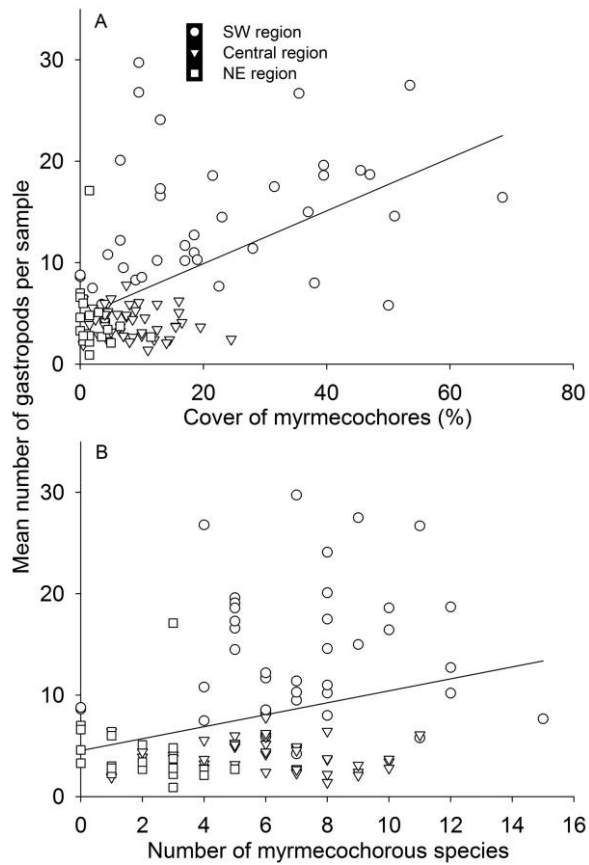 A
SW region
Central region
NE region
30
20
10
0
0 20 40 60 80
Cover of myrmecochores (%)
Mean number of gastropods per sample
B
30
20
10
0
0 2 4 6 8 10 12 14 16
Number of myrmecochorous species